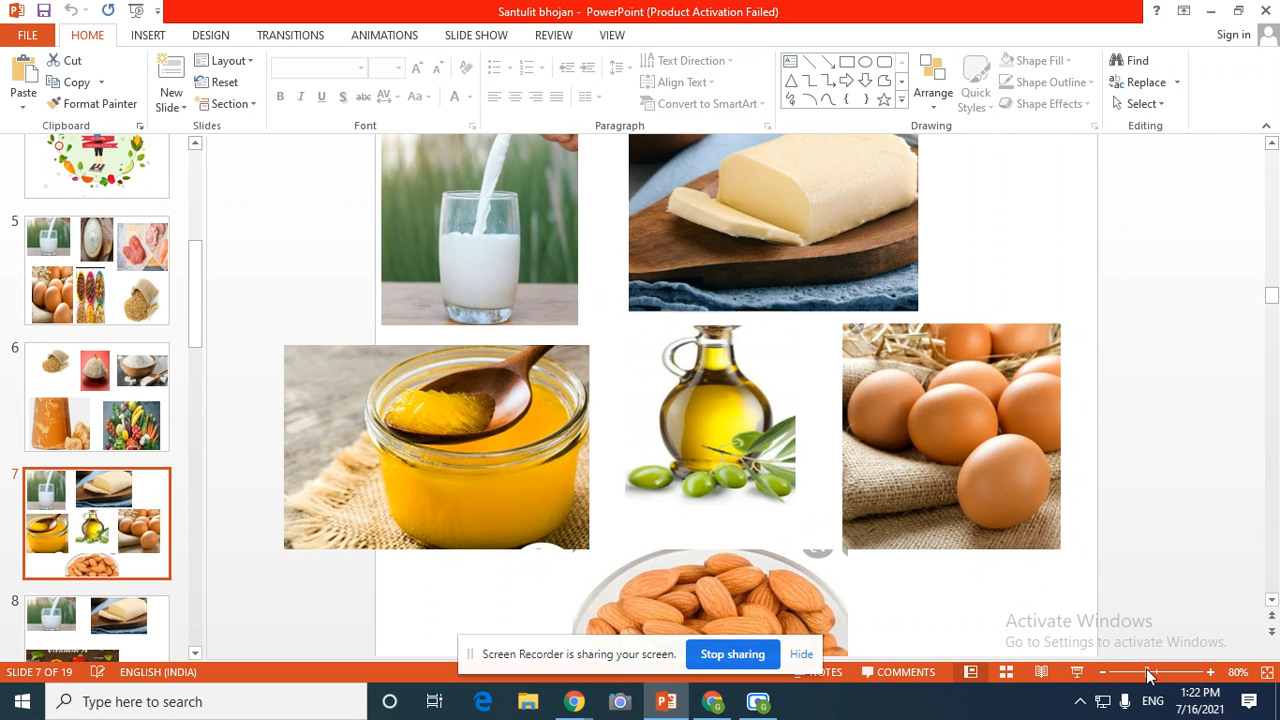 Santulit bhojan - PowerPoint (Product Activation Failed)
FILE HOME INSERT DESIGN TRANSITIONS ANIMATIONS SLIDE SHOW REVIEW VIEW Sign in
Paste
Cut
Copy
Format Painter
Clipboard
New Slide
Layout
Reset
Section
Slides
Font
Text Direction
Align Text
Convert to SmartArt
Paragraph
Arrange
Quick Styles
Shape Fill
Shape Outline
Shape Effects
Drawing
Find
Replace
Select
Editing
5
6
7
8
Activate Windows
Go to Settings to activate Windows.
Screen Recorder is sharing your screen. Stop sharing Hide
SLIDE 7 OF 19 ENGLISH (INDIA) NOTES COMMENTS 80%
Type here to search
ENG
1:22 PM
7/16/2021